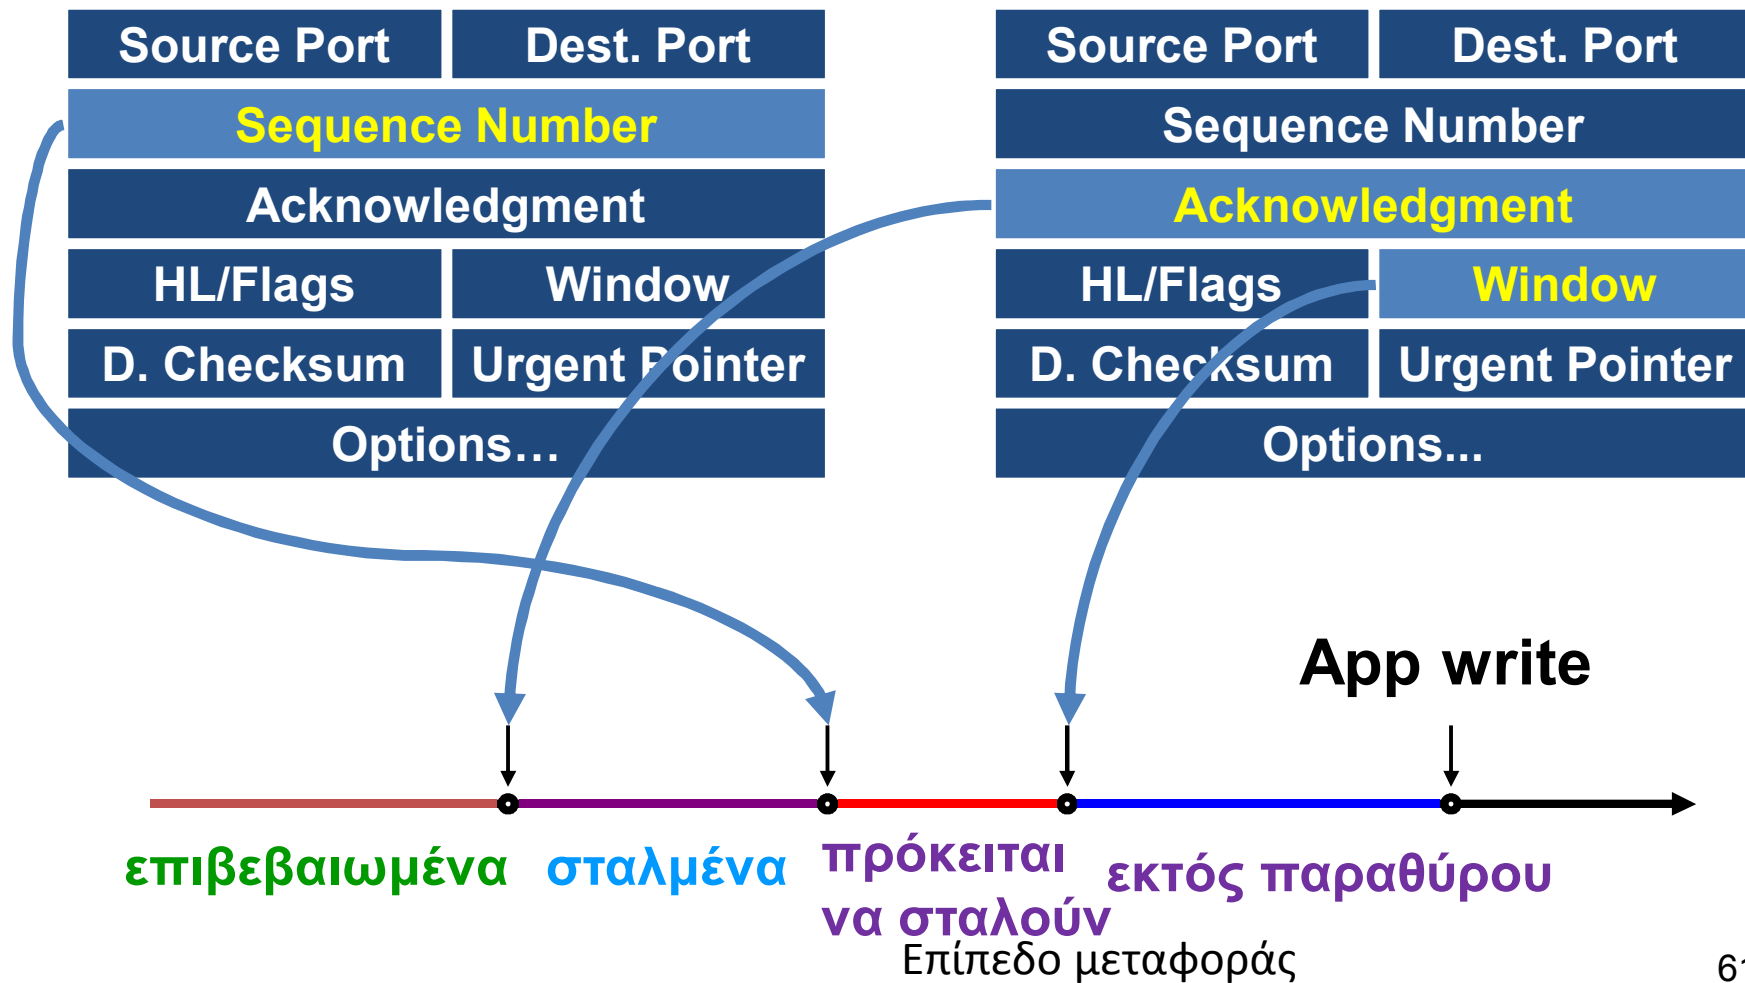 Source Port Dest. Port
Sequence Number
Acknowledgment
HL/Flags Window
D. Checksum Urgent Pointer
Options…
Source Port Dest. Port
Sequence Number
Acknowledgment
HL/Flags Window
D. Checksum Urgent Pointer
Options...
App write
επιβεβαιωμένα
σταλμένα
πρόκειται
να σταλούν
εκτός παραθύρου
Επίπεδο μεταφοράς
61